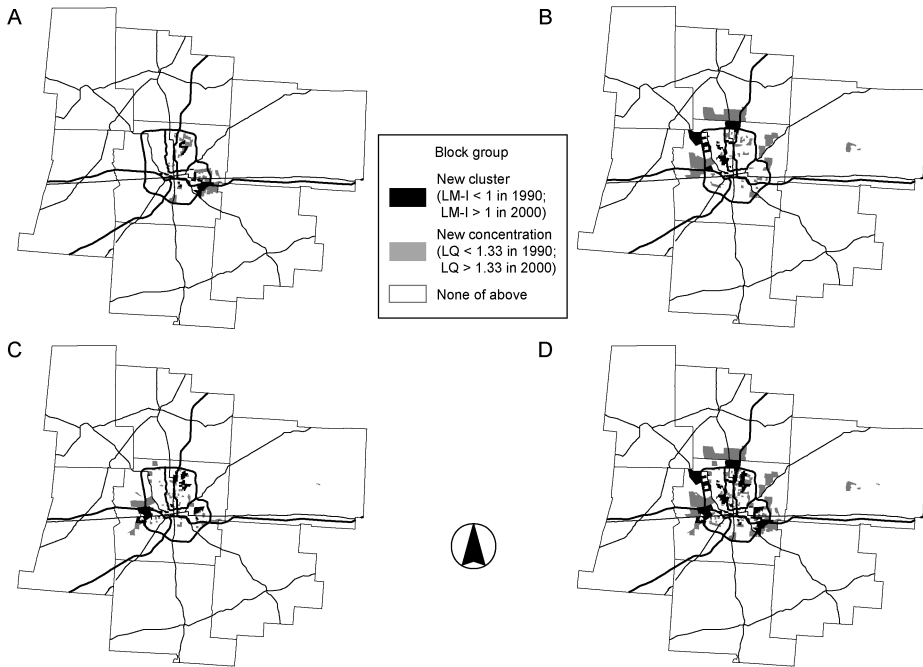 A
B
Block group
New cluster
(LM-I < 1 in 1990;
LM-I > 1 in 2000)
New concentration
(LQ < 1.33 in 1990;
LQ > 1.33 in 2000)
None of above
C
D